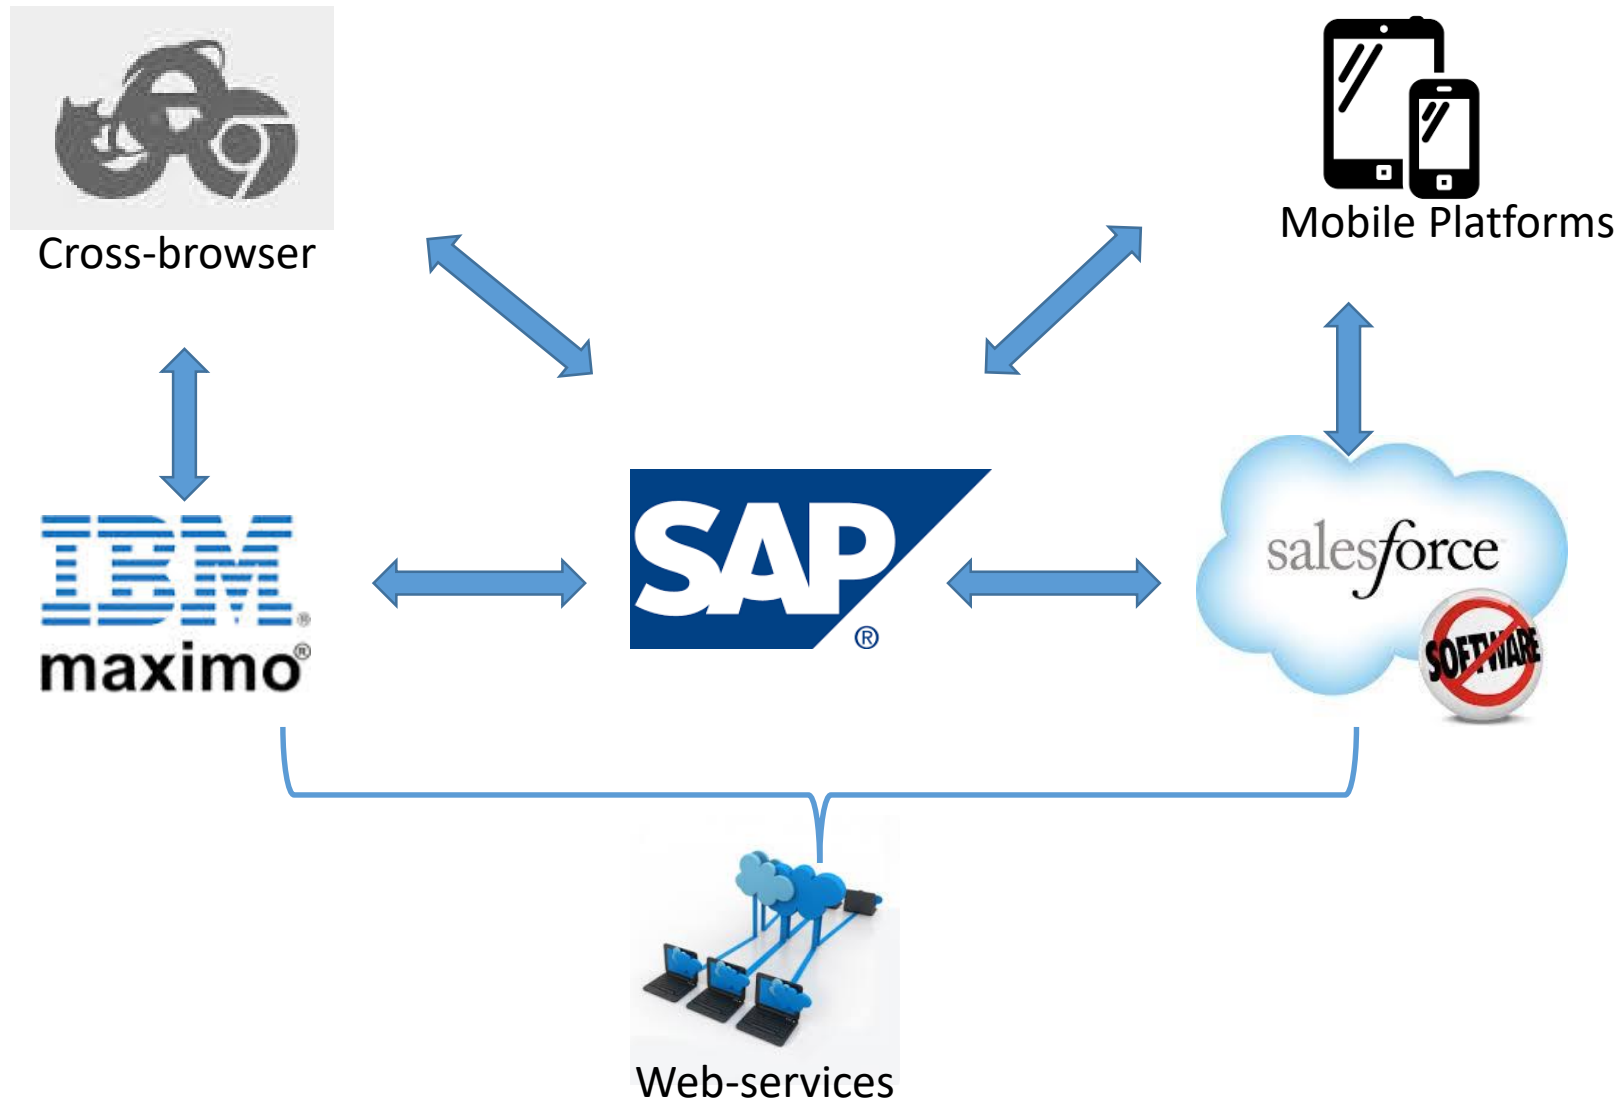 Cross-browser
Mobile Platforms
IBM®
maximo®
SAP®
salesforce
SOFTWARE
Web-services